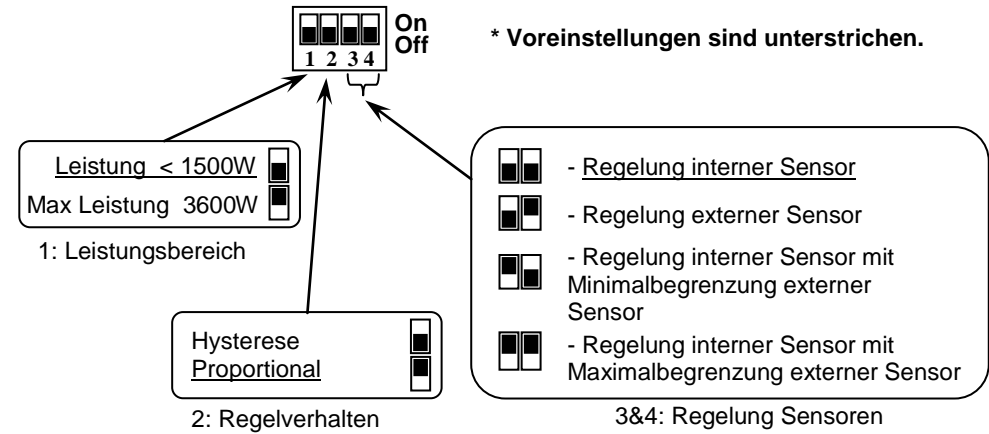 On
Off
1 2 3 4
* Voreinstellungen sind unterstrichen.
Leistung < 1500W
Max Leistung 3600W
1: Leistungsbereich
Hysterese
Proportional
2: Regelverhalten
- Regelung interner Sensor
- Regelung externer Sensor
- Regelung interner Sensor mit
Minimalbegrenzung externer
Sensor
- Regelung interner Sensor mit
Maximalbegrenzung externer Sensor
3&4: Regelung Sensoren